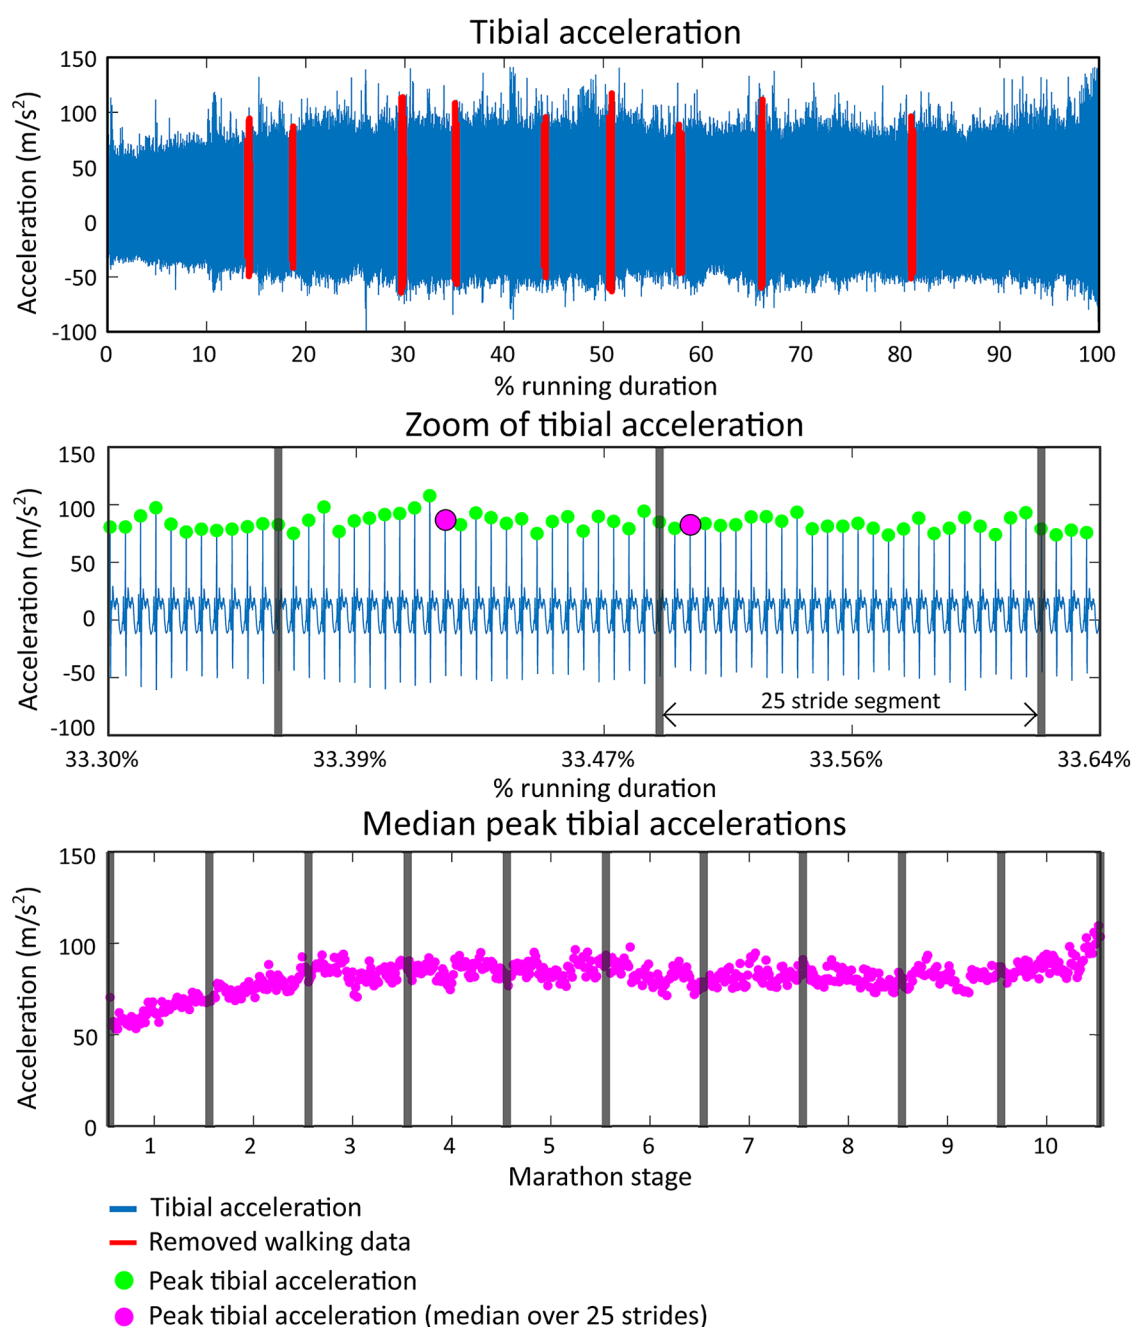 Tibial acceleration
Acceleration (m/s²)
150
100
50
0
-50
-100
0 10 20 30 40 50 60 70 80 90 100
% running duration
Zoom of tibial acceleration
Acceleration (m/s²)
150
100
50
0
-50
-100
25 stride segment
33.30% 33.39% 33.47% 33.56% 33.64%
% running duration
Median peak tibial accelerations
Acceleration (m/s²)
150
100
50
0
1 2 3 4 5 6 7 8 9 10
Marathon stage
Tibial acceleration
Removed walking data
Peak tibial acceleration
Peak tibial acceleration (median over 25 strides)